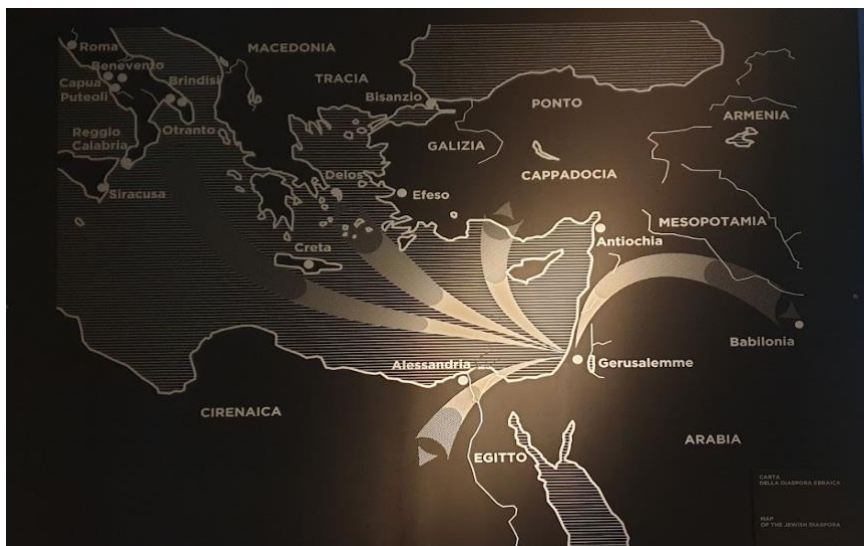 Roma
MACEDONIA
Benevento
Capua
Puteoli
Brindisi
TRACIA
Bisanzio
PONTO
ARMENIA
Reggio
Calabria
Otranto
GALIZIA
CAPPADOCIA
Siracusa
Delos
Efeso
MESOPOTAMIA
Antiochia
Creta
Babilonia
Alessandria
Gerusalemme
CIRENAICA
ARABIA
EGITTO
CARTA
DELLA DIASPORA EBRAICA
MAP
OF THE JEWISH DIASPORA